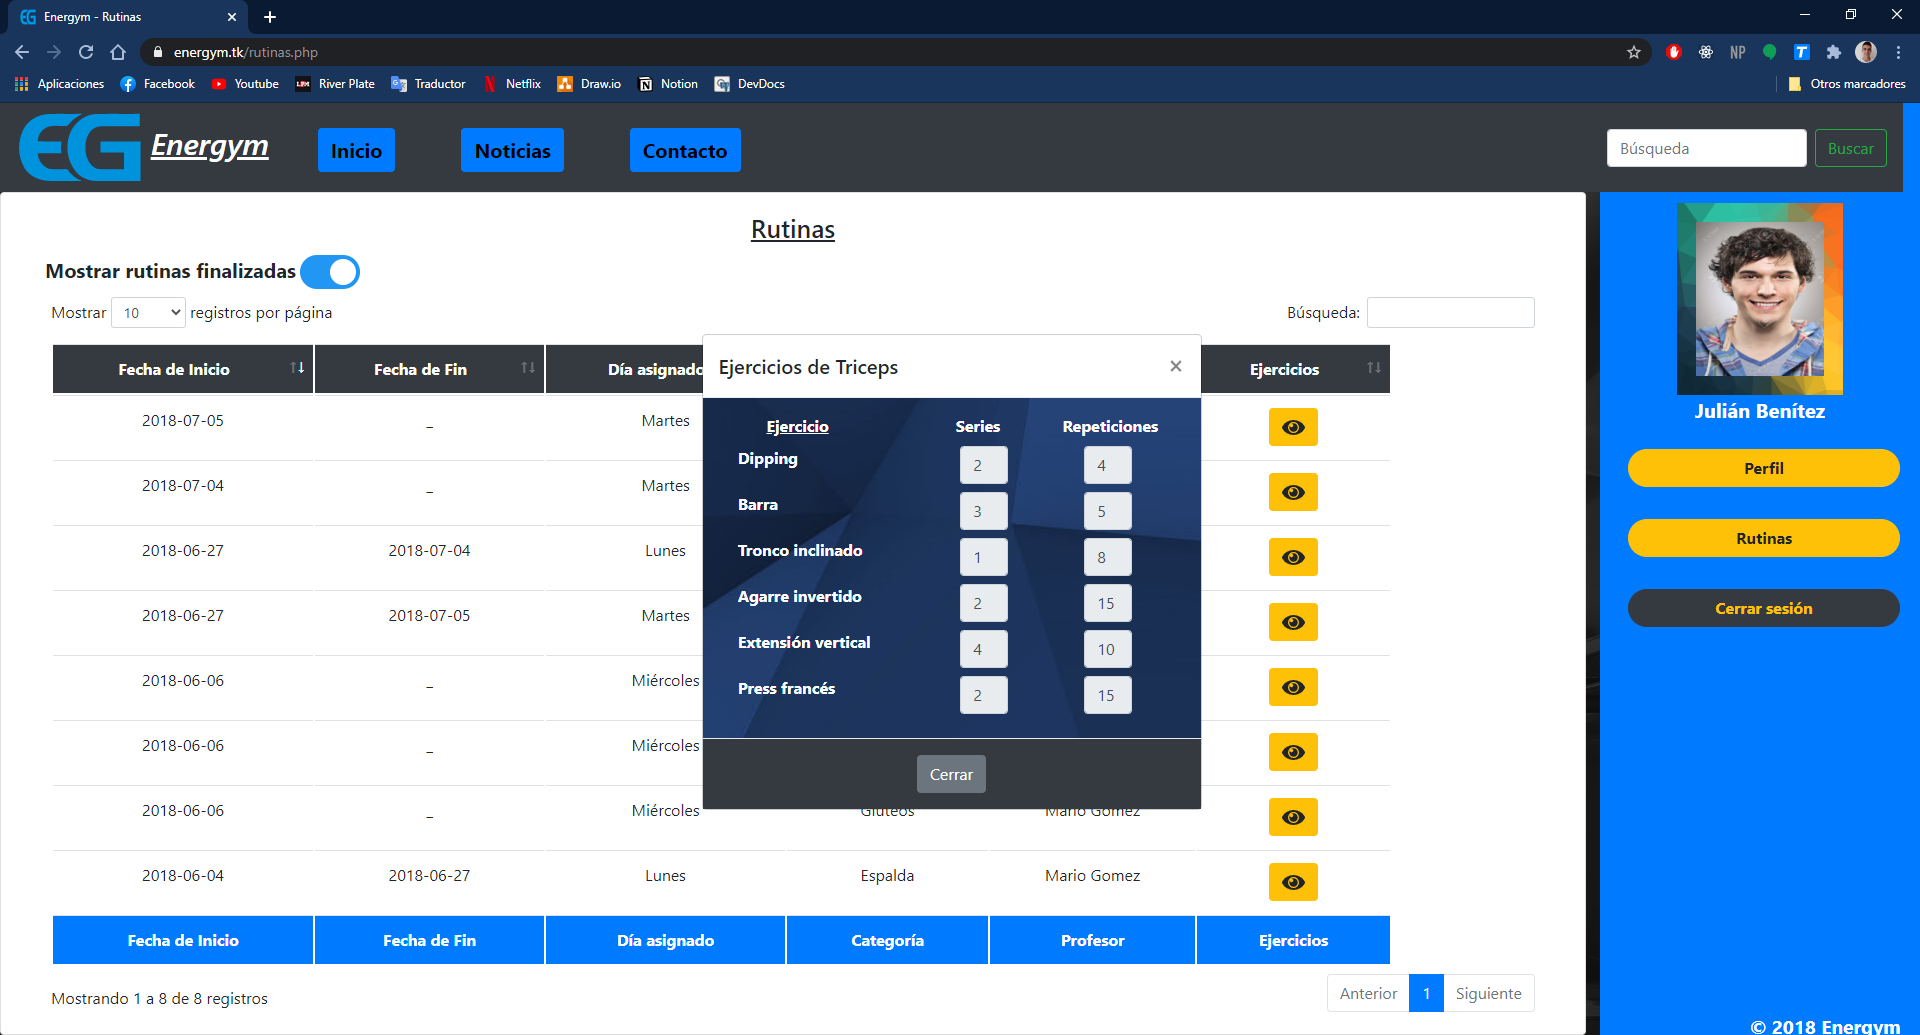 Energym - Rutinas
energym.tk/rutinas.php
Aplicaciones Facebook Youtube River Plate Traductor Netflix Draw.io Notion DevDocs Otros marcadores
EG Energym Inicio Noticias Contacto Búsqueda Buscar
Rutinas
Mostrar rutinas finalizadas
Mostrar 10 registros por página Búsqueda:
Fecha de Inicio Fecha de Fin Día asignado Ejercicios
2018-07-05 _ Martes
2018-07-04 _ Martes
2018-06-27 2018-07-04 Lunes
2018-06-27 2018-07-05 Martes
2018-06-06 _ Miércoles
2018-06-06 _ Miércoles
2018-06-06 _ Miércoles Glúteos Mario Gomez
2018-06-04 2018-06-27 Lunes Espalda Mario Gomez
Fecha de Inicio Fecha de Fin Día asignado Categoría Profesor Ejercicios
Mostrando 1 a 8 de 8 registros
Anterior 1 Siguiente
Ejercicios de Triceps ×
Ejercicio Series Repeticiones
Dipping 2 4
Barra 3 5
Tronco inclinado 1 8
Agarre invertido 2 15
Extensión vertical 4 10
Press francés 2 15
Cerrar
Julián Benítez
Perfil
Rutinas
Cerrar sesión
© 2018 Energym